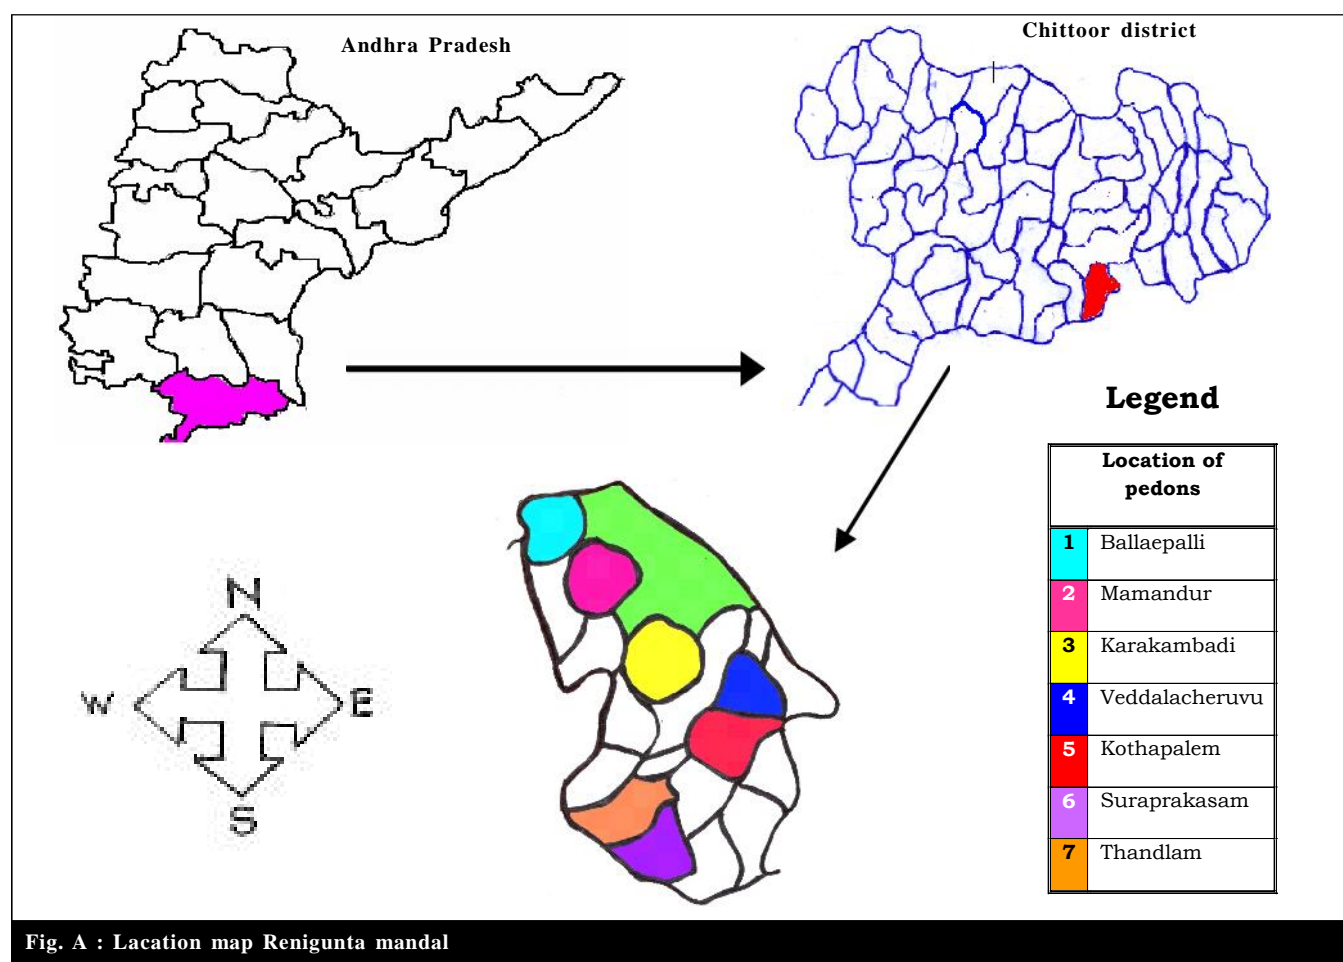 Andhra Pradesh
Chittoor district
N
W
E
S
Legend
Location of
pedons
1 Ballaepalli
2 Mamandur
3 Karakambadi
4 Veddalacheruvu
5 Kothapalem
6 Suraprakasam
7 Thandlam
Fig. A : Lacation map Renigunta mandal